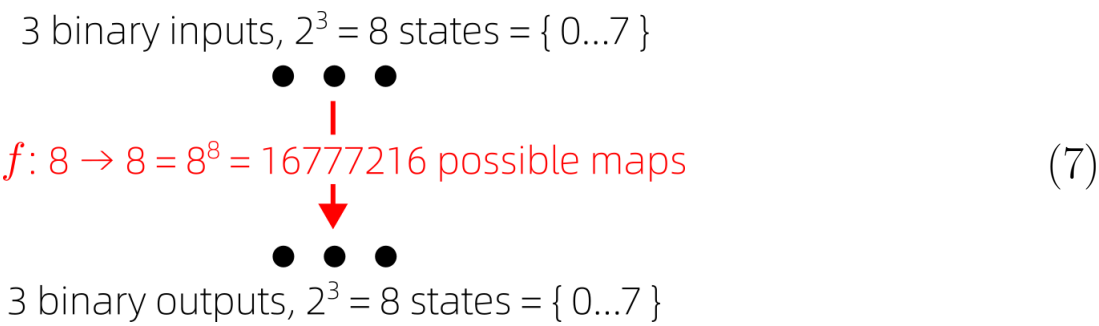 3 binary inputs, 2³ = 8 states = { 0...7 }
f: 8 → 8 = 8⁸ = 16777216 possible maps
(7)
3 binary outputs, 2³ = 8 states = { 0...7 }